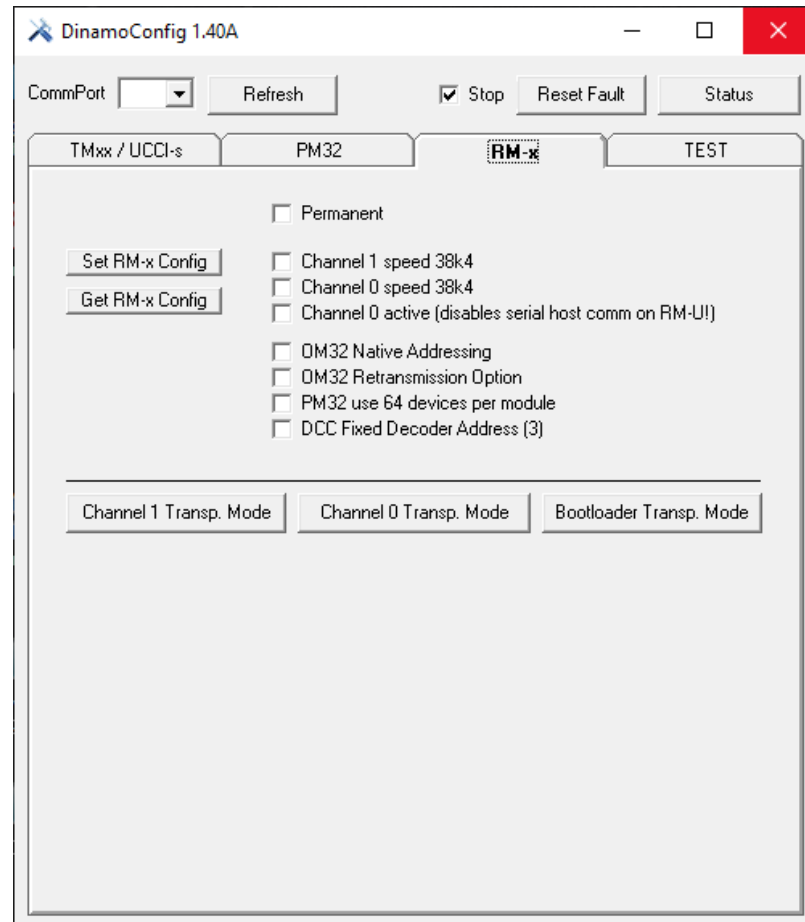 DinamoConfig 1.40A
CommPort Refresh Stop Reset Fault Status
TMxx / UCCI-s PM32 RM-x TEST
Permanent
Set RM-x Config Channel 1 speed 38k4
Channel 0 speed 38k4
Get RM-x Config Channel 0 active (disables serial host comm on RM-U!)
OM32 Native Addressing
OM32 Retransmission Option
PM32 use 64 devices per module
DCC Fixed Decoder Address (3)
Channel 1 Transp. Mode Channel 0 Transp. Mode Bootloader Transp. Mode